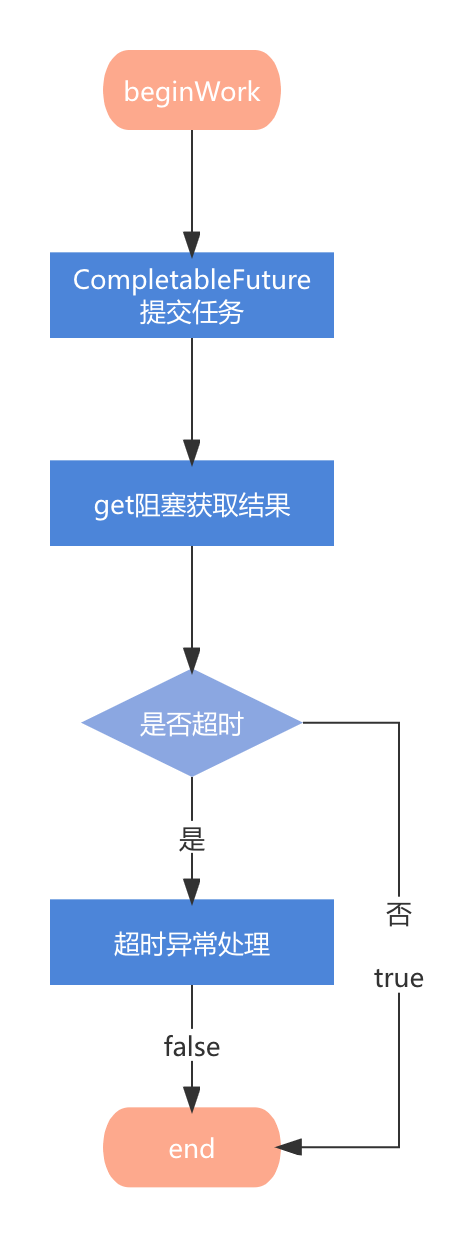 beginWork
CompletableFuture
提交任务
get阻塞获取结果
是否超时
是
否
超时异常处理
true
false
end